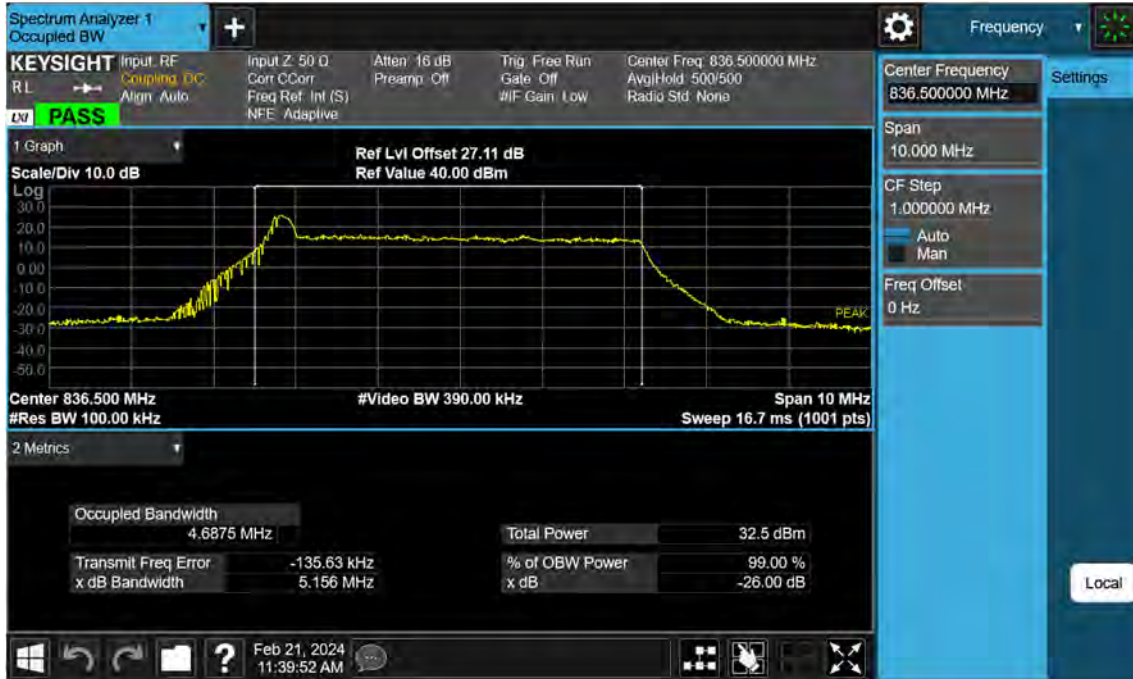 Spectrum Analyzer 1
Occupied BW
Frequency
KEYSIGHT
RL
LXI
PASS
Input: RF
Coupling: DC
Align: Auto
Input Z: 50 Ω
Corr CCorr
Freq Ref: Int (S)
NFE: Adaptive
Atten: 16 dB
Preamp: Off
Trig: Free Run
Gate: Off
#IF Gain: Low
Center Freq: 836.500000 MHz
Avg|Hold: 500/500
Radio Std: None
Center Frequency
836.500000 MHz
Settings
Span
10.000 MHz
CF Step
1.000000 MHz
Auto
Man
Freq Offset
0 Hz
1 Graph
Scale/Div 10.0 dB
Ref Lvl Offset 27.11 dB
Ref Value 40.00 dBm
Log
30.0
20.0
10.0
0.00
-10.0
-20.0
-30.0
-40.0
-50.0
PEAK
Center 836.500 MHz
#Video BW 390.00 kHz
Span 10 MHz
#Res BW 100.00 kHz
Sweep 16.7 ms (1001 pts)
2 Metrics
Occupied Bandwidth
4.6875 MHz
Total Power 32.5 dBm
Transmit Freq Error -135.63 kHz
% of OBW Power 99.00 %
x dB Bandwidth 5.156 MHz
x dB -26.00 dB
Local
?
Feb 21, 2024
11:39:52 AM